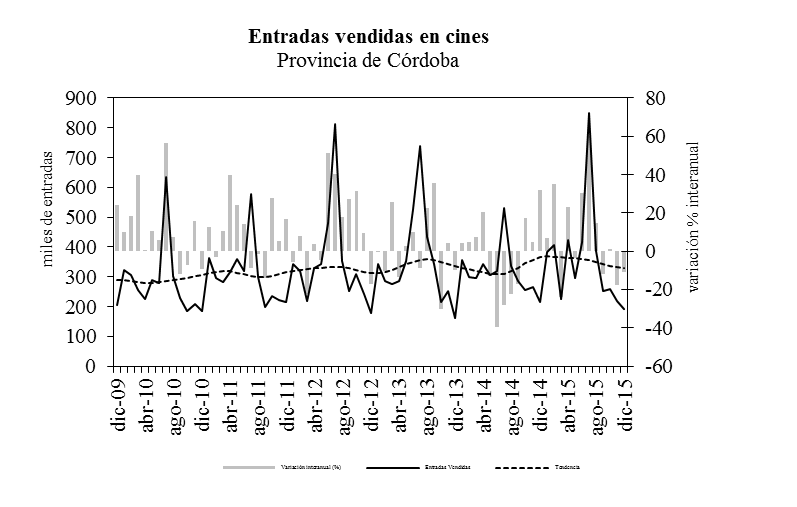 Entradas vendidas en cines
Provincia de Córdoba
miles de entradas
900
800
700
600
500
400
300
200
100
0
80
60
40
20
0
-20
-40
-60
variación % interanual
dic-09
abr-10
ago-10
dic-10
abr-11
ago-11
dic-11
abr-12
ago-12
dic-12
abr-13
ago-13
dic-13
abr-14
ago-14
dic-14
abr-15
ago-15
dic-15
Variación interanual (%) Entradas Vendidas Tendencia